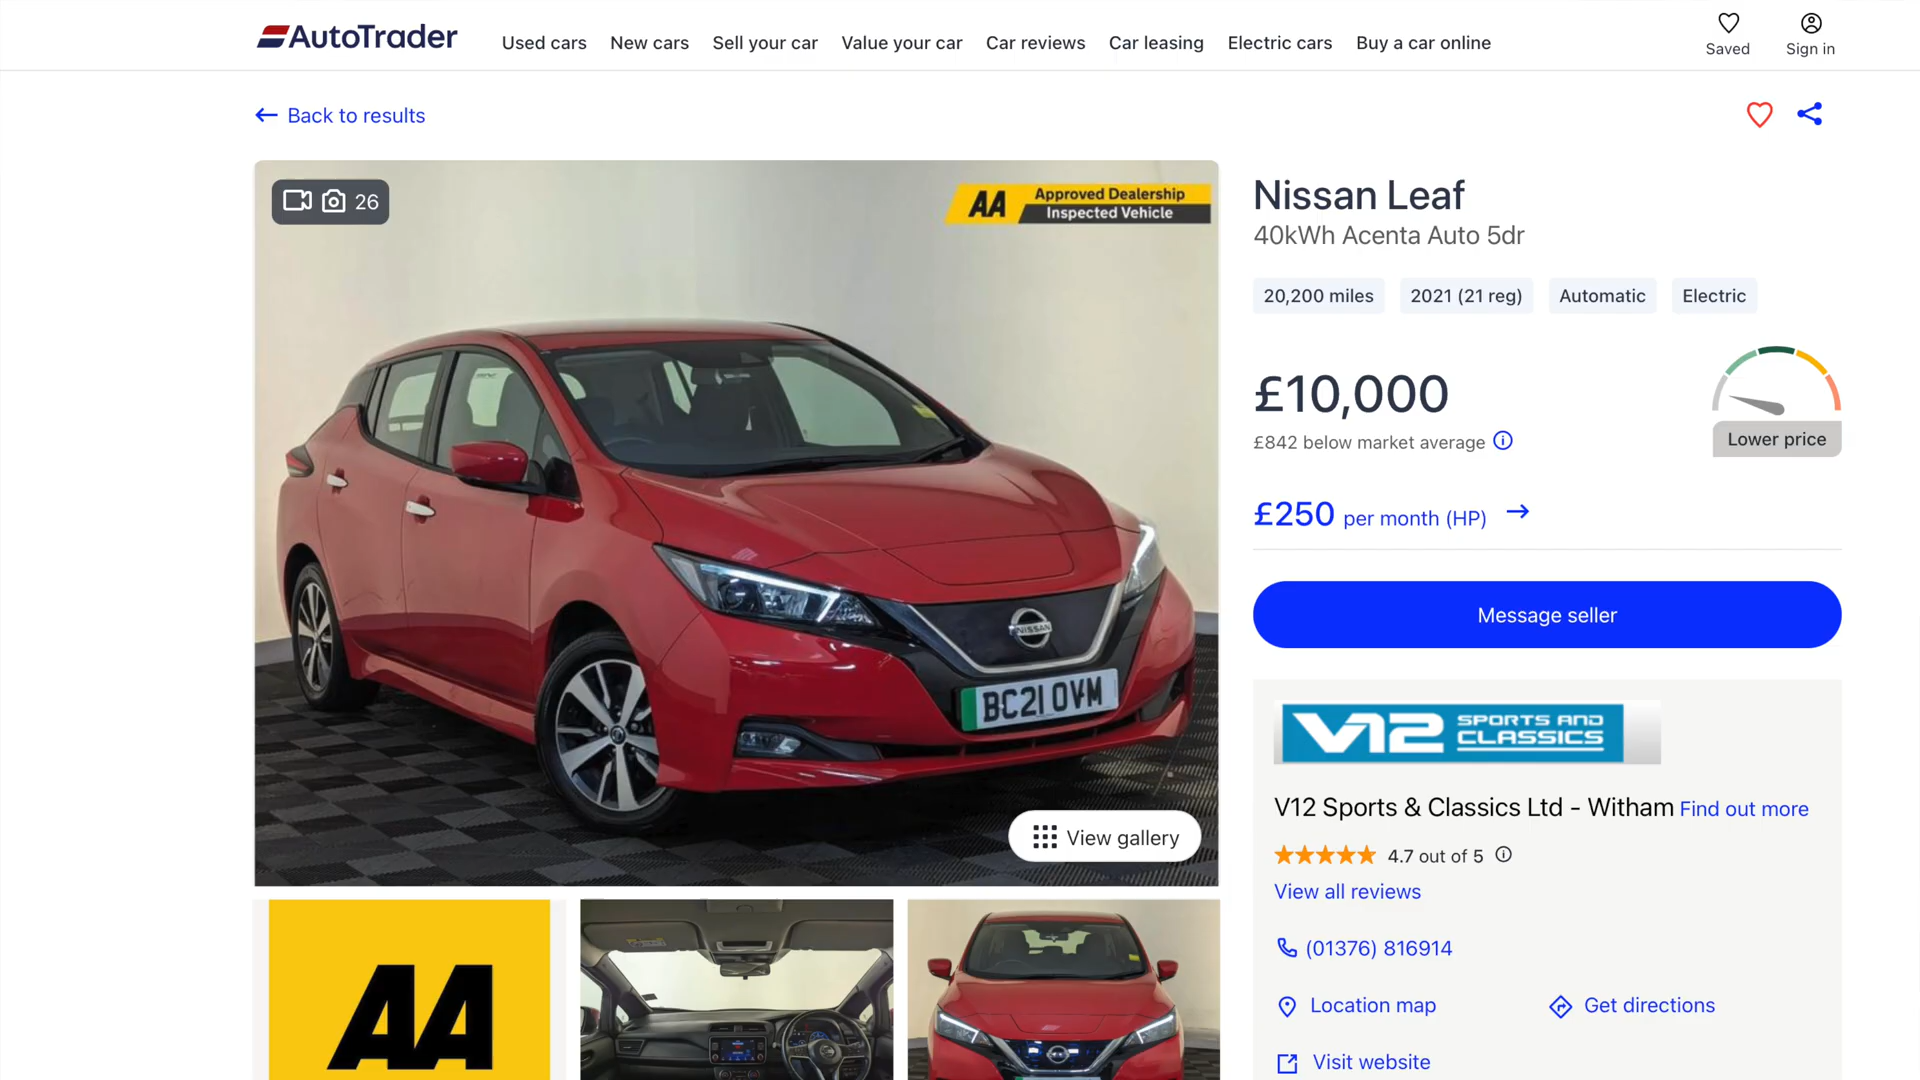 AutoTrader
Used cars
New cars
Sell your car
Value your car
Car reviews
Car leasing
Electric cars
Buy a car online
Saved
Sign in
Back to results
26
AA Approved Dealership
Inspected Vehicle
NISSAN
BC21 OVM
View gallery
AA
Nissan Leaf
40kWh Acenta Auto 5dr
20,200 miles
2021 (21 reg)
Automatic
Electric
£10,000
£842 below market average
Lower price
£250 per month (HP)
Message seller
V12 SPORTS AND
CLASSICS
V12 Sports & Classics Ltd - Witham Find out more
4.7 out of 5
View all reviews
(01376) 816914
Location map
Get directions
Visit website